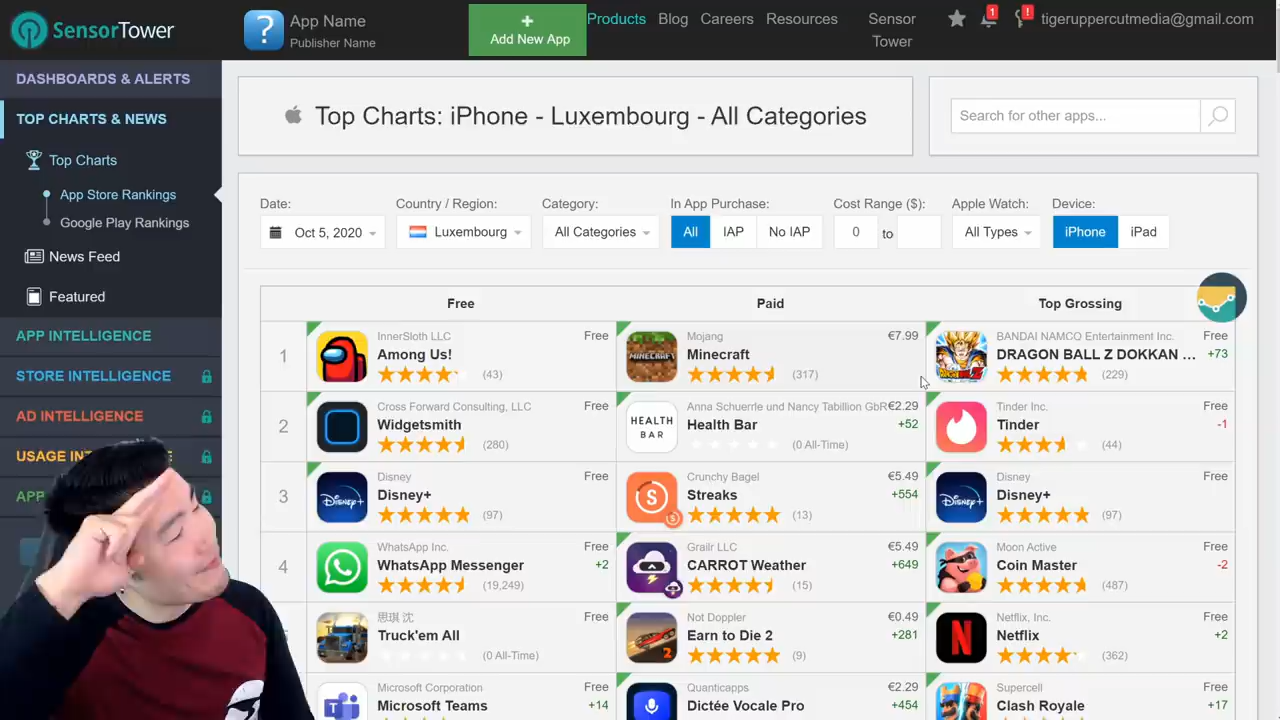 SensorTower
?
App Name
Publisher Name
+
Add New App
Products
Blog
Careers
Resources
Sensor
Tower
1
!
tigeruppercutmedia@gmail.com
DASHBOARDS & ALERTS
TOP CHARTS & NEWS
Top Charts
App Store Rankings
Google Play Rankings
News Feed
Featured
APP INTELLIGENCE
STORE INTELLIGENCE
AD INTELLIGENCE
Top Charts: iPhone - Luxembourg - All Categories
Search for other apps...
Date:
Country / Region:
Category:
In App Purchase:
Cost Range ($):
Apple Watch:
Device:
Oct 5, 2020
Luxembourg
All Categories
All
IAP
No IAP
0
to
All Types
iPhone
iPad
Free
Paid
Top Grossing
1
InnerSloth LLC
Free
Among Us!
(43)
Mojang
€7.99
MINECRAFT
Minecraft
(317)
BANDAI NAMCO Entertainment Inc.
Free
DRAGON BALL Z DOKKAN ...
+73
(229)
2
Cross Forward Consulting, LLC
Free
Widgetsmith
(280)
HEALTH
BAR
Anna Schuerrle und Nancy Tabillion GbR
€2.29
Health Bar
+52
(0 All-Time)
Tinder Inc.
Free
Tinder
-1
(44)
3
Disney
Free
Disney+
Disney+
(97)
Crunchy Bagel
€5.49
S
Streaks
+554
(13)
Disney
Free
Disney+
Disney+
(97)
4
WhatsApp Inc.
Free
WhatsApp Messenger
+2
(19,249)
Grailr LLC
€5.49
CARROT Weather
+649
(15)
Moon Active
Free
Coin Master
-2
(487)
思琪 沈
Free
Truck'em All
(0 All-Time)
Not Doppler
€0.49
2
Earn to Die 2
+281
(9)
Netflix, Inc.
Free
N
Netflix
+2
(362)
Microsoft Corporation
Free
Microsoft Teams
+14
Quanticapps
€2.29
Dictée Vocale Pro
+454
Supercell
Free
Clash Royale
+17